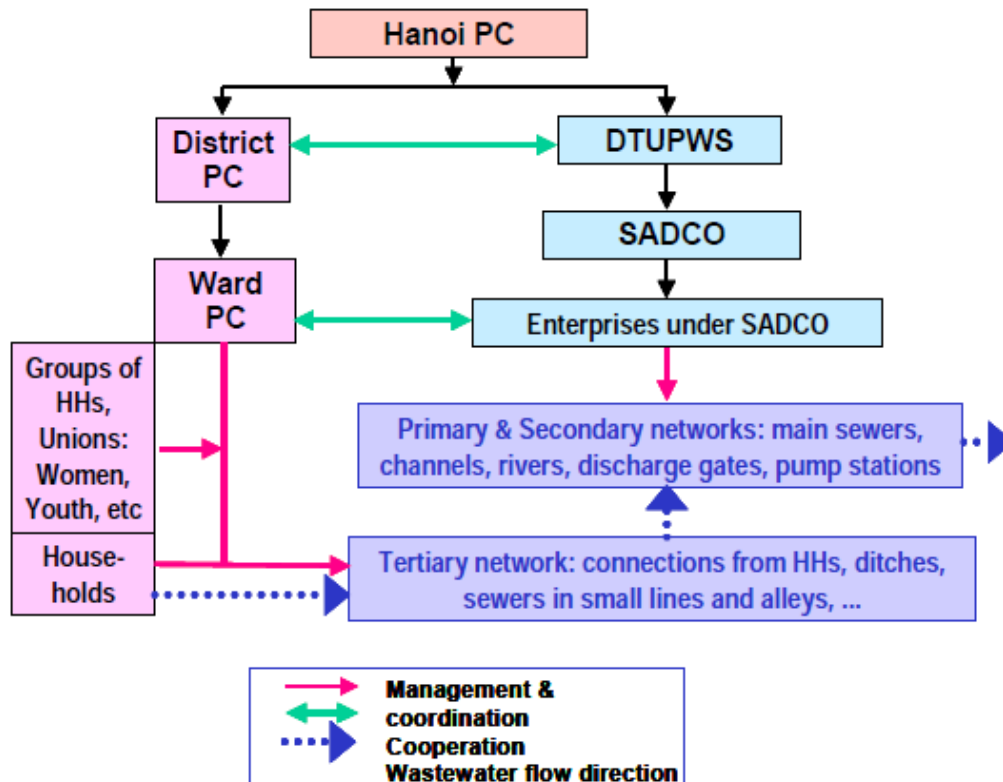 Hanoi PC
District
PC
DTUPWS
SADCO
Ward
PC
Enterprises under SADCO
Groups of
HHs,
Unions:
Women,
Youth, etc
Primary & Secondary networks: main sewers,
channels, rivers, discharge gates, pump stations
House-
holds
Tertiary network: connections from HHs, ditches,
sewers in small lines and alleys, ...
Management &
coordination
Cooperation
Wastewater flow direction